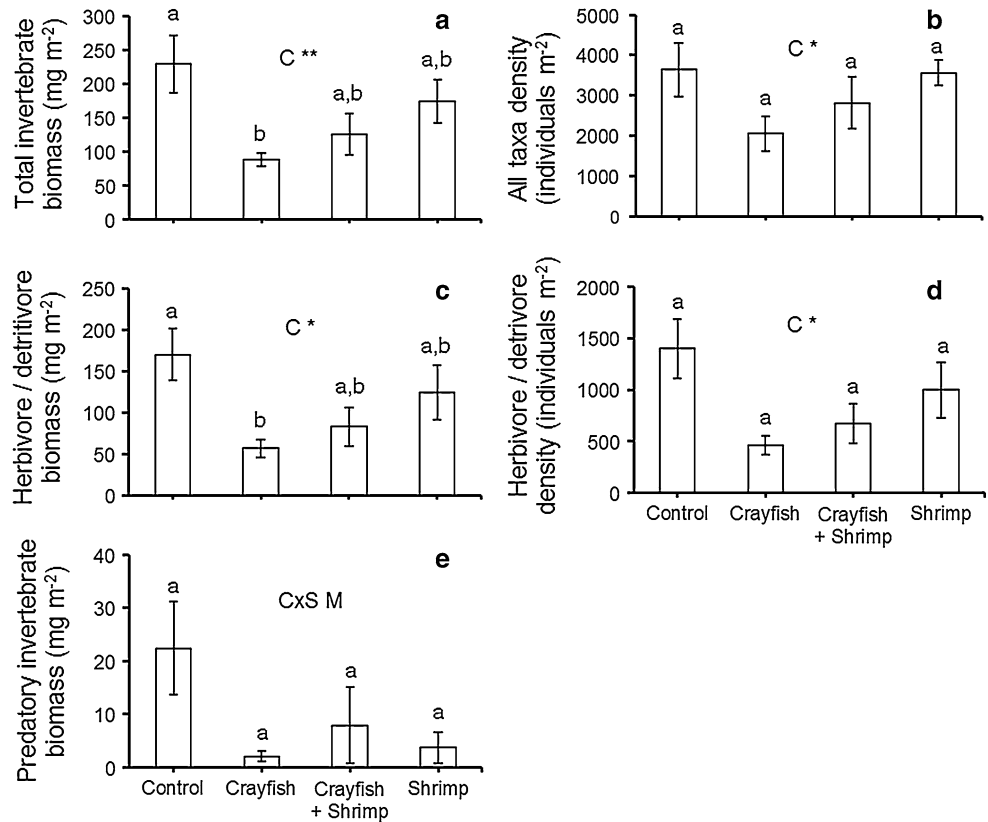 a
Total invertebrate
biomass (mg m-2)
300
250
200
150
100
50
0
C **
a
b
a,b
a,b
b
All taxa density
(individuals m-2)
5000
4000
3000
2000
1000
0
C *
a
a
a
a
c
Herbivore / detritivore
biomass (mg m-2)
250
200
150
100
50
0
C *
a
b
a,b
a,b
d
Herbivore / detrivore
density (individuals m-2)
2000
1500
1000
500
0
C *
a
a
a
a
Control
Crayfish
Crayfish
+ Shrimp
Shrimp
e
Predatory invertebrate
biomass (mg m-2)
40
30
20
10
0
CxS M
a
a
a
a
Control
Crayfish
Crayfish
+ Shrimp
Shrimp